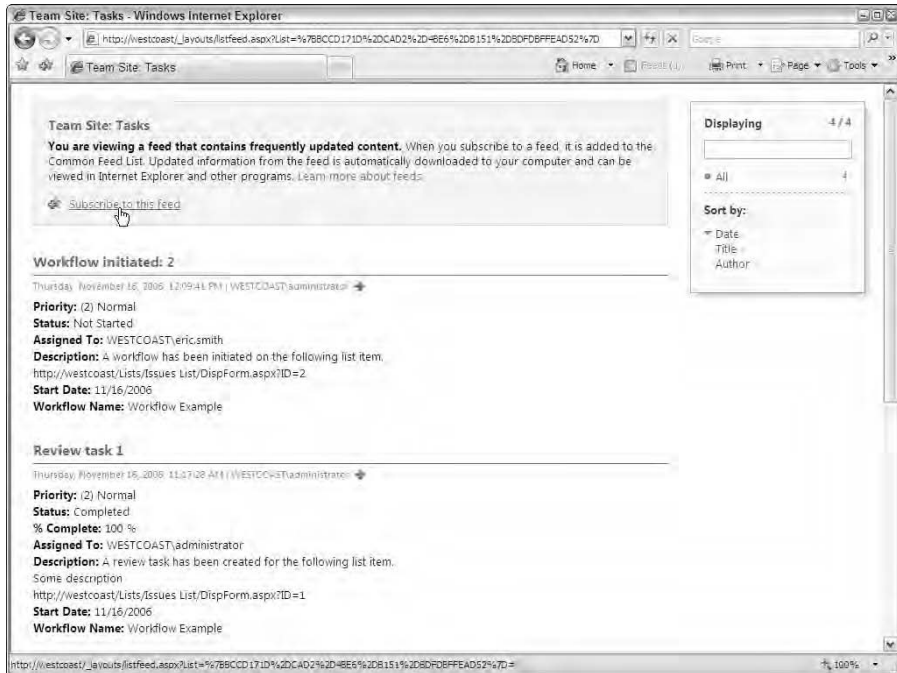 Team Site: Tasks - Windows Internet Explorer
http://westcoast/_layouts/listfeed.aspx?List=%7BBCCD171D%2DCAD2%2D4BE6%2DB151%2DBDFDBFFEAD52%7D
Google
Team Site: Tasks
Home
Feeds
Print
Page
Tools
Team Site: Tasks
You are viewing a feed that contains frequently updated content. When you subscribe to a feed, it is added to the
Common Feed List. Updated information from the feed is automatically downloaded to your computer and can be
viewed in Internet Explorer and other programs. Learn more about feeds.
Subscribe to this feed
Displaying 4 / 4
All 4
Sort by:
Date
Title
Author
Workflow initiated: 2
Thursday, November 16, 2006, 12:09:41 PM | WESTCOAST\administrator
Priority: (2) Normal
Status: Not Started
Assigned To: WESTCOAST\eric.smith
Description: A workflow has been initiated on the following list item.
http://westcoast/Lists/Issues List/DispForm.aspx?ID=2
Start Date: 11/16/2006
Workflow Name: Workflow Example
Review task 1
Thursday, November 16, 2006, 11:17:28 AM | WESTCOAST\administrator
Priority: (2) Normal
Status: Completed
% Complete: 100 %
Assigned To: WESTCOAST\administrator
Description: A review task has been created for the following list item.
Some description
http://westcoast/Lists/Issues List/DispForm.aspx?ID=1
Start Date: 11/16/2006
Workflow Name: Workflow Example
http://westcoast/_layouts/listfeed.aspx?List=%7BBCCD171D%2DCAD2%2D4BE6%2DB151%2DBDFDBFFEAD52%7D=
100%